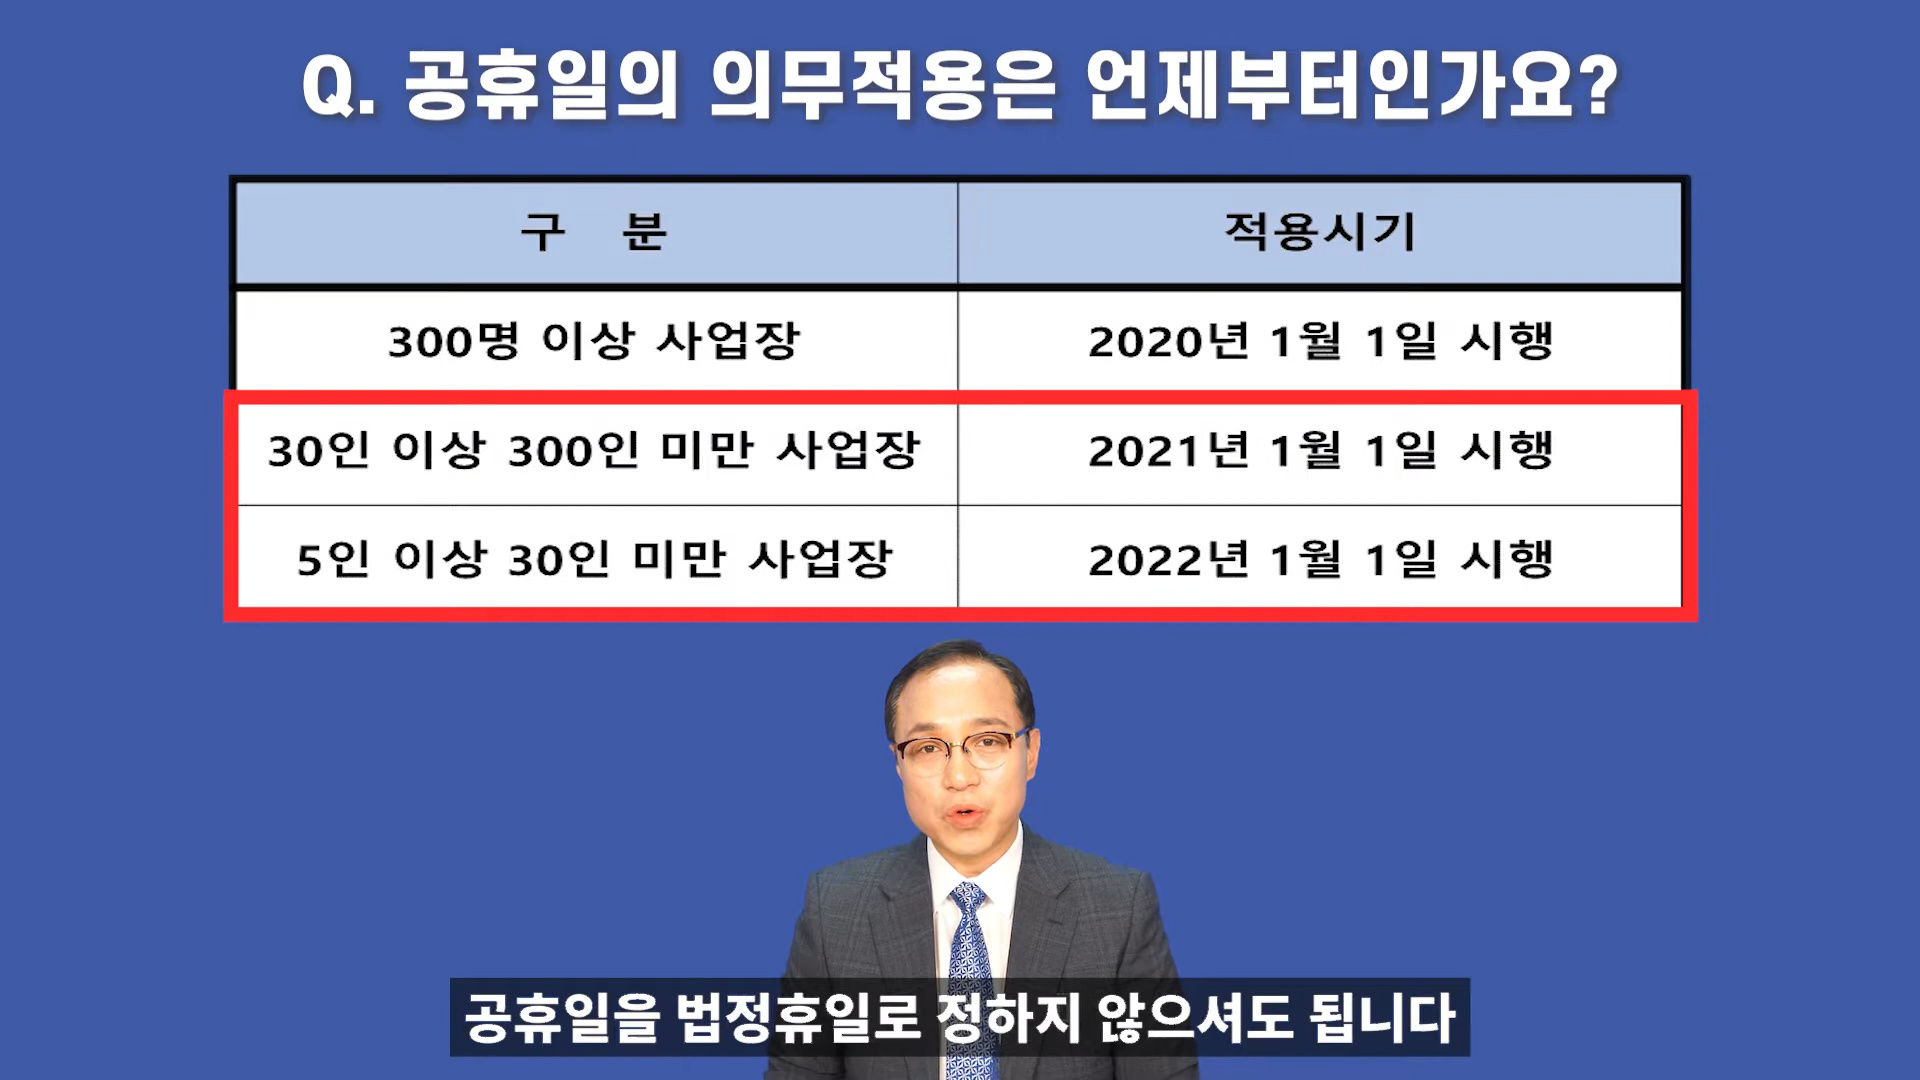 Q. 공휴일의 의무적용은 언제부터인가요?
구 분 적용시기
300명 이상 사업장 2020년 1월 1일 시행
30인 이상 300인 미만 사업장 2021년 1월 1일 시행
5인 이상 30인 미만 사업장 2022년 1월 1일 시행
공휴일을 법정휴일로 정하지 않으셔도 됩니다